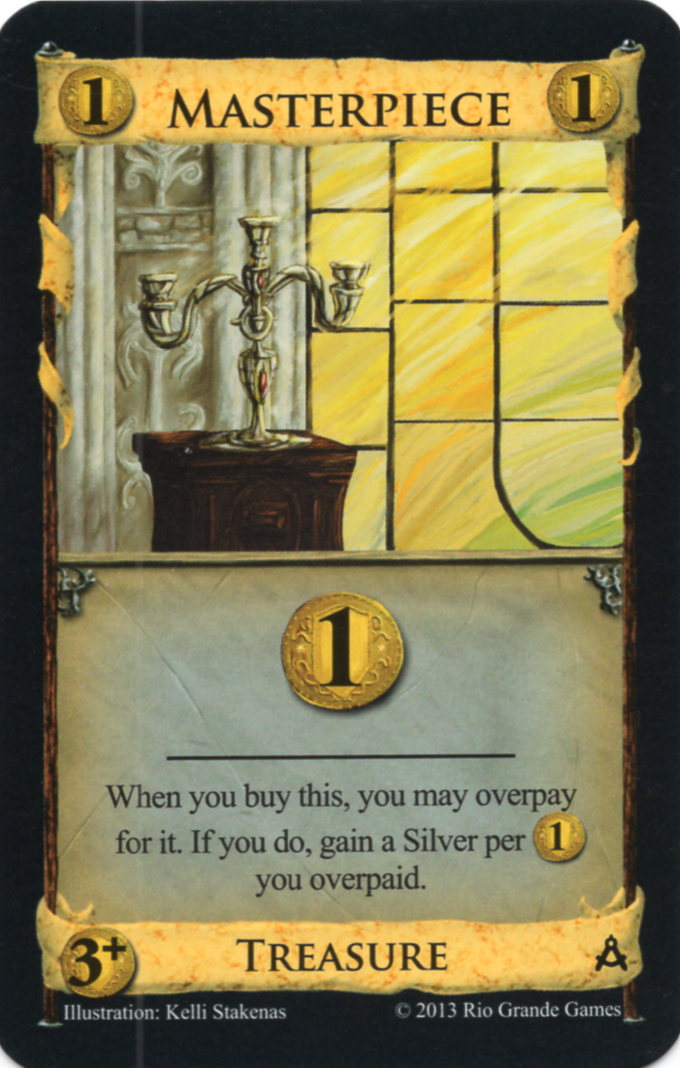 1 MASTERPIECE 1
1
When you buy this, you may overpay
for it. If you do, gain a Silver per 1
you overpaid.
3+ TREASURE
Illustration: Kelli Stakenas © 2013 Rio Grande Games